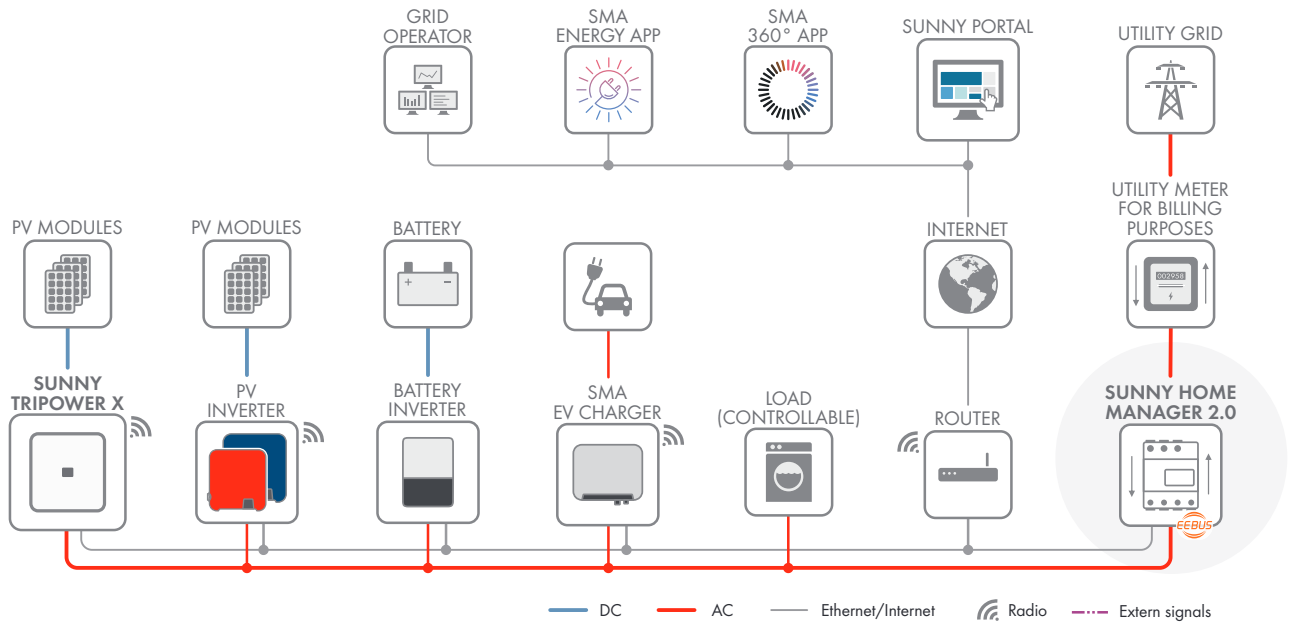 GRID
OPERATOR
SMA
ENERGY APP
SMA
360° APP
SUNNY PORTAL
UTILITY GRID
PV MODULES
PV MODULES
BATTERY
INTERNET
UTILITY METER
FOR BILLING
PURPOSES
+ -
002958
SUNNY
TRIPOWER X
PV
INVERTER
BATTERY
INVERTER
SMA
EV CHARGER
LOAD
(CONTROLLABLE)
ROUTER
SUNNY HOME
MANAGER 2.0
EEBUS
DC
AC
Ethernet/Internet
Radio
Extern signals